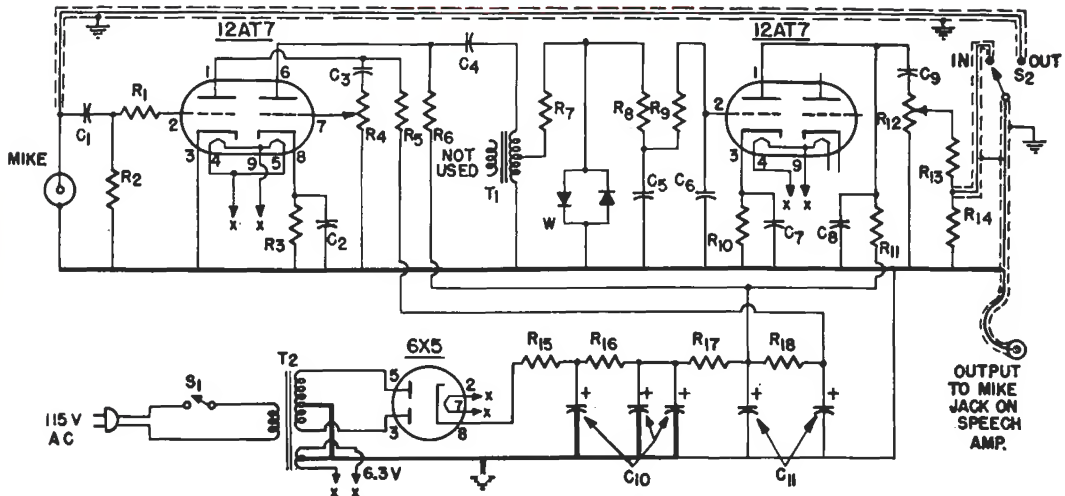 12AT7
12AT7
IN
S2
OUT
1
6
C3
C4
C9
R1
2
7
R4
R5
R6
R7
R8
R9
2
R12
C1
3
4
9
5
8
NOT
USED
T1
3
4
9
R13
MIKE
R2
X
X
R3
C2
W
C5
C6
X
X
R10
C7
C8
R11
R14
6X5
R15
R16
R17
R18
T2
5
2
X
7
X
3
8
+
+
+
+
+
S1
115 V
AC
6.3 V
X
X
C10
C11
OUTPUT
TO MIKE
JACK ON
SPEECH
AMP.